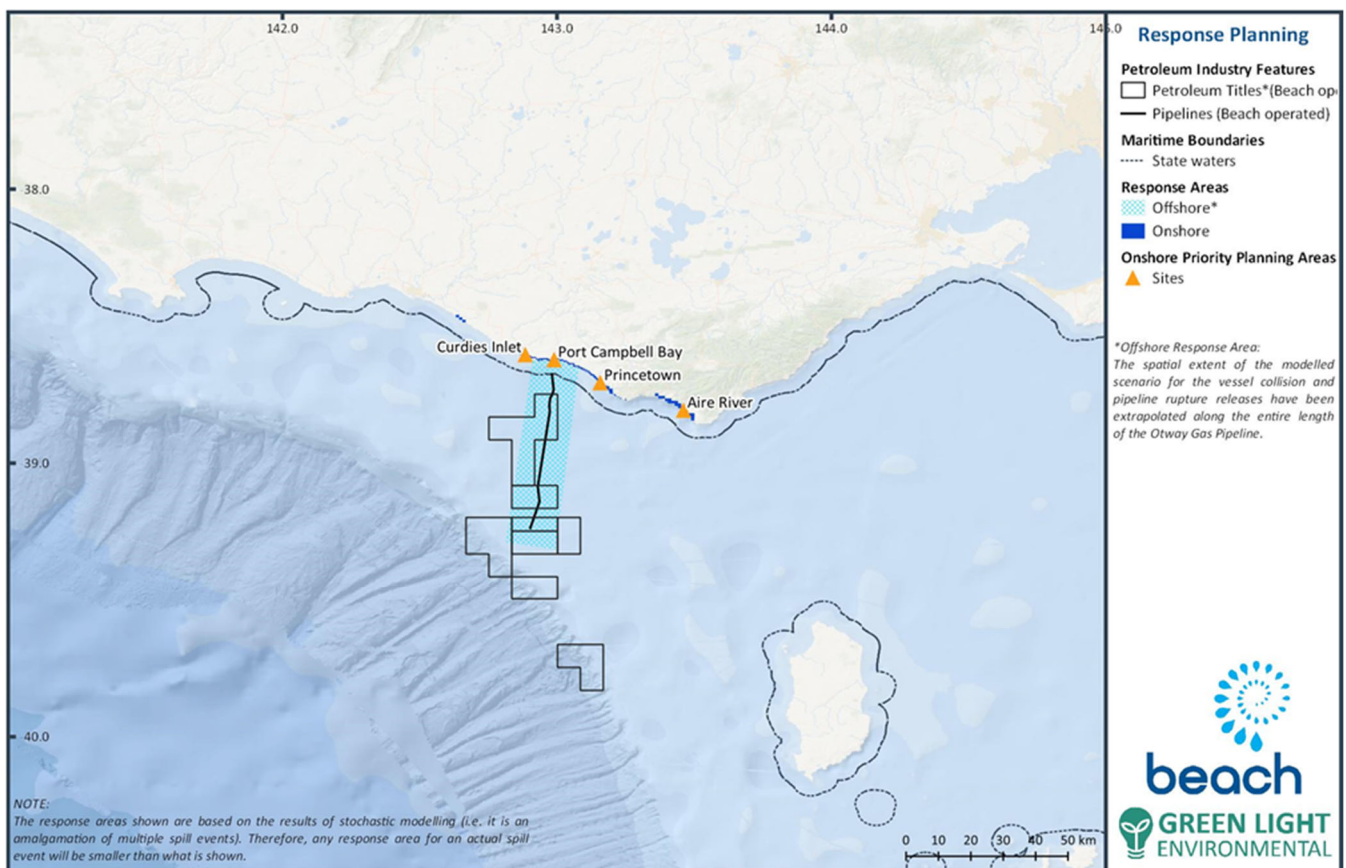 142.0
143.0
144.0
145.0
38.0
39.0
40.0
Curdies Inlet
Port Campbell Bay
Princetown
Aire River
NOTE:
The response areas shown are based on the results of stochastic modelling (i.e. it is an
amalgamation of multiple spill events). Therefore, any response area for an actual spill
event will be smaller than what is shown.
0 10 20 30 40 50 km
Response Planning
Petroleum Industry Features
Petroleum Titles*(Beach op
Pipelines (Beach operated)
Maritime Boundaries
State waters
Response Areas
Offshore*
Onshore
Onshore Priority Planning Areas
Sites
*Offshore Response Area:
The spatial extent of the modelled
scenario for the vessel collision and
pipeline rupture releases have been
extrapolated along the entire length
of the Otway Gas Pipeline.
beach
GREEN LIGHT
ENVIRONMENTAL